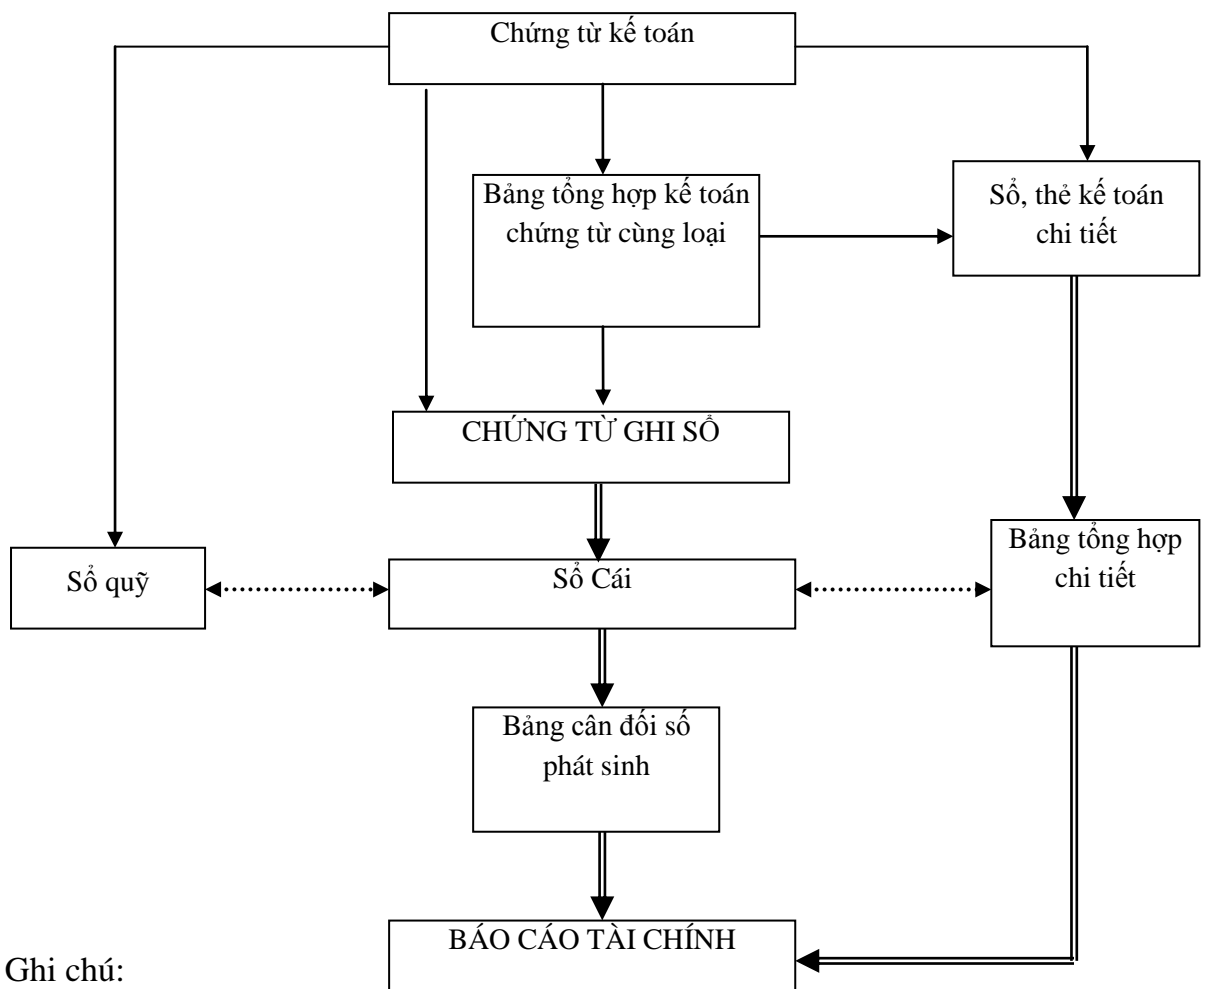 Chứng từ kế toán
Bảng tổng hợp kế toán
chứng từ cùng loại
Sổ, thẻ kế toán
chi tiết
CHỨNG TỪ GHI SỔ
Sổ quỹ
Sổ Cái
Bảng tổng hợp
chi tiết
Bảng cân đối số
phát sinh
BÁO CÁO TÀI CHÍNH
Ghi chú: